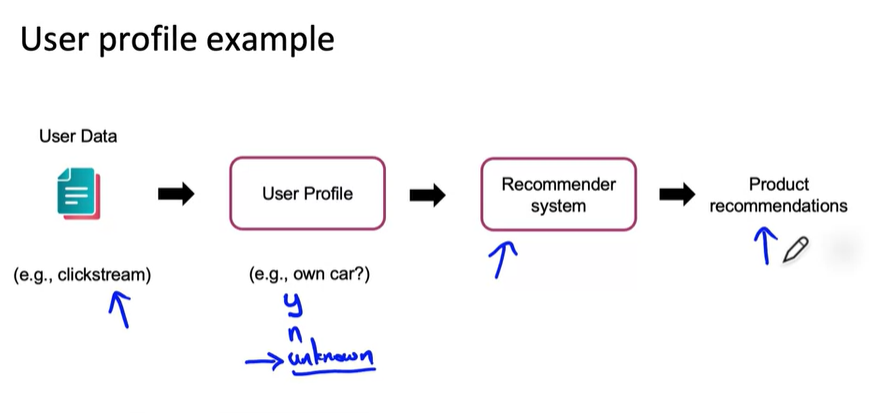 User profile example
User Data
User Profile
Recommender
system
Product
recommendations
(e.g., clickstream)
(e.g., own car?)
y
n
unknown